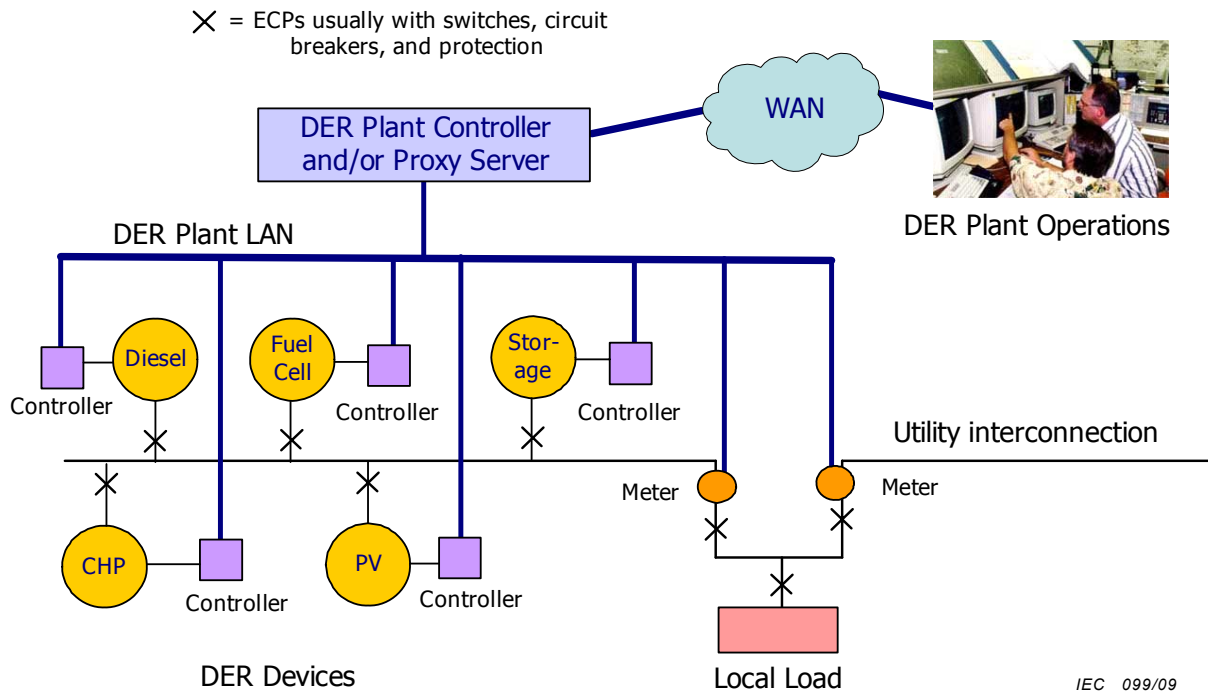 = ECPs usually with switches, circuit
breakers, and protection
WAN
DER Plant Controller
and/or Proxy Server
DER Plant Operations
DER Plant LAN
Diesel
Fuel
Cell
Stor-
age
Controller
Controller
Controller
Utility interconnection
Meter
Meter
CHP
PV
Controller
Controller
DER Devices
Local Load
IEC 099/09